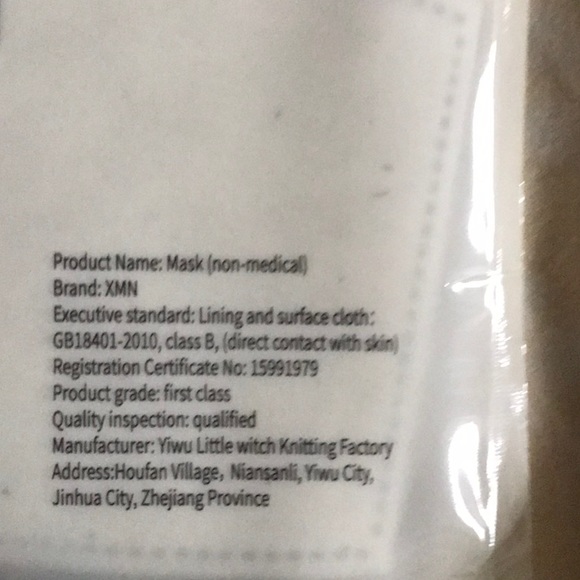 Product Name: Mask (non-medical)
Brand: XMN
Executive standard: Lining and surface cloth:
GB18401-2010, class B, (direct contact with skin)
Registration Certificate No: 15991979
Product grade: first class
Quality inspection: qualified
Manufacturer: Yiwu Little witch Knitting Factory
Address:Houfan Village, Niansanli, Yiwu City,
Jinhua City, Zhejiang Province